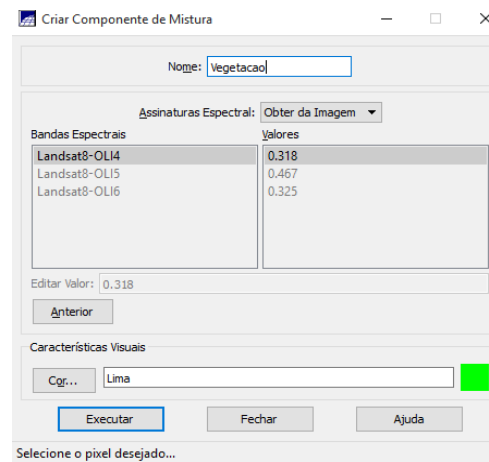 Criar Componente de Mistura
Nome: Vegetacao
Assinaturas Espectral: Obter da Imagem
Bandas Espectrais Valores
Landsat8-OLI4 0.318
Landsat8-OLI5 0.467
Landsat8-OLI6 0.325
Editar Valor: 0.318
Anterior
Características Visuais
Cor... Lima
Executar Fechar Ajuda
Selecione o pixel desejado...